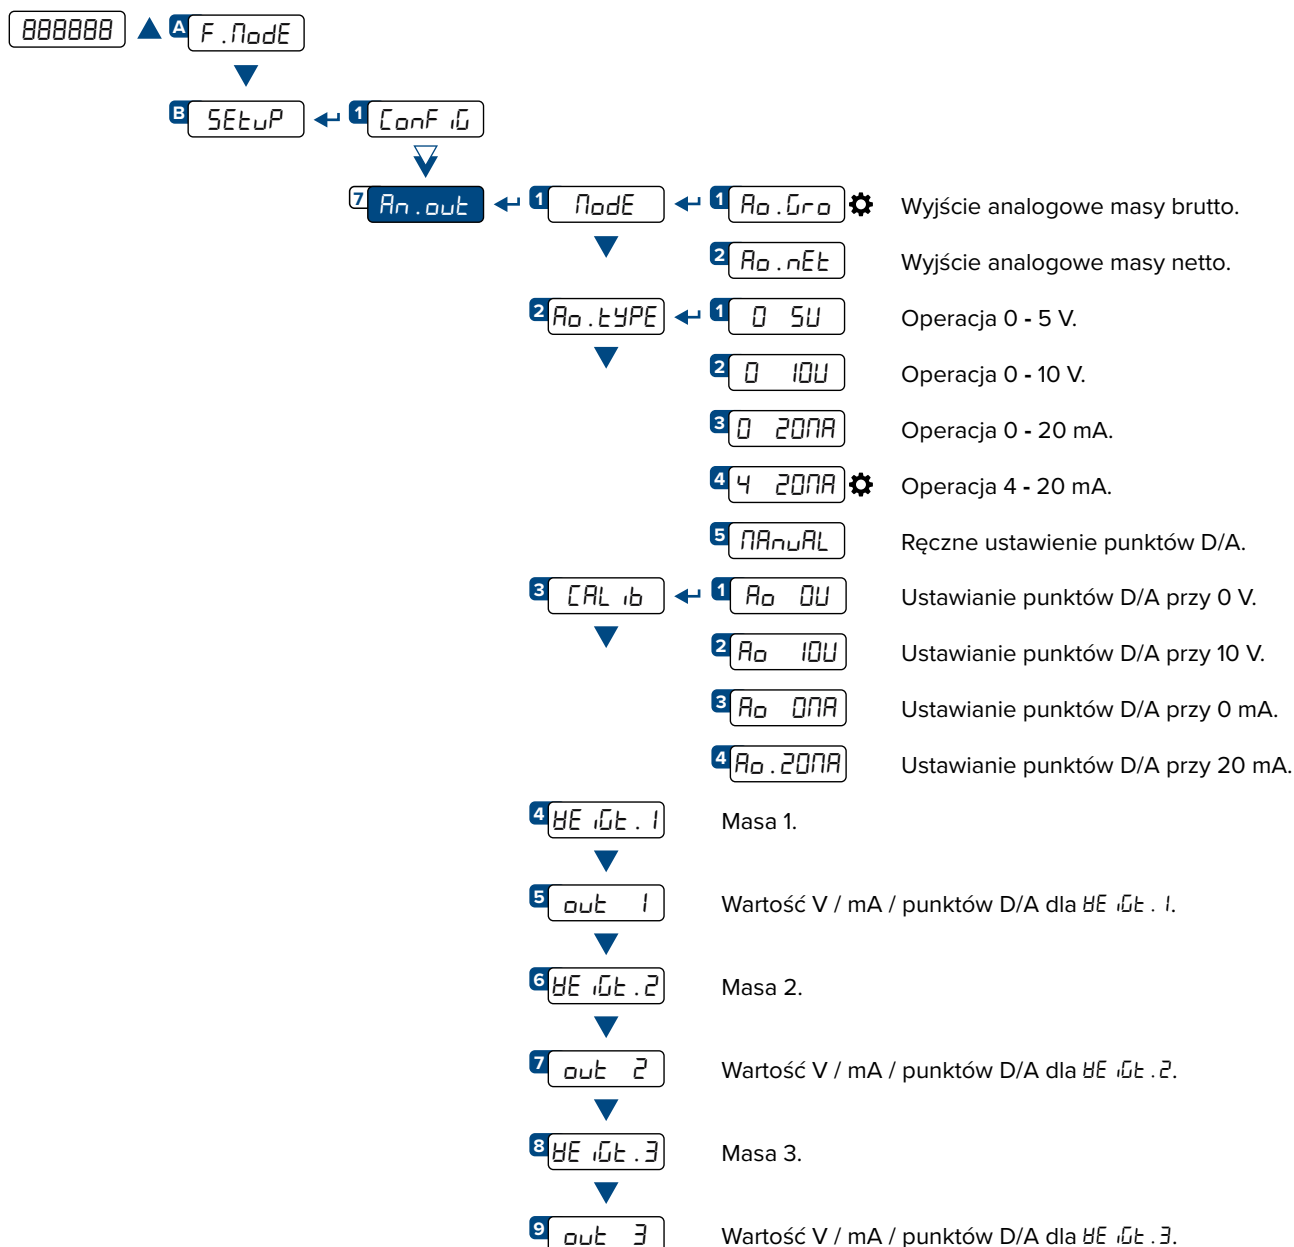 888888 A F.ModE
B SEtuP 1 ConFiG
7 An.out 1 ModE 1 Ao.Gro Wyjście analogowe masy brutto.
2 Ao.nEt Wyjście analogowe masy netto.
2 Ao.tYPE 1 0 5V Operacja 0 - 5 V.
2 0 10V Operacja 0 - 10 V.
3 0 20MA Operacja 0 - 20 mA.
4 4 20MA Operacja 4 - 20 mA.
5 MAnuAL Ręczne ustawienie punktów D/A.
3 CALib 1 Ao 0V Ustawianie punktów D/A przy 0 V.
2 Ao 10V Ustawianie punktów D/A przy 10 V.
3 Ao 0MA Ustawianie punktów D/A przy 0 mA.
4 Ao.20MA Ustawianie punktów D/A przy 20 mA.
4 WEiGt.1 Masa 1.
5 out 1 Wartość V / mA / punktów D/A dla WEiGt.1.
6 WEiGt.2 Masa 2.
7 out 2 Wartość V / mA / punktów D/A dla WEiGt.2.
8 WEiGt.3 Masa 3.
9 out 3 Wartość V / mA / punktów D/A dla WEiGt.3.